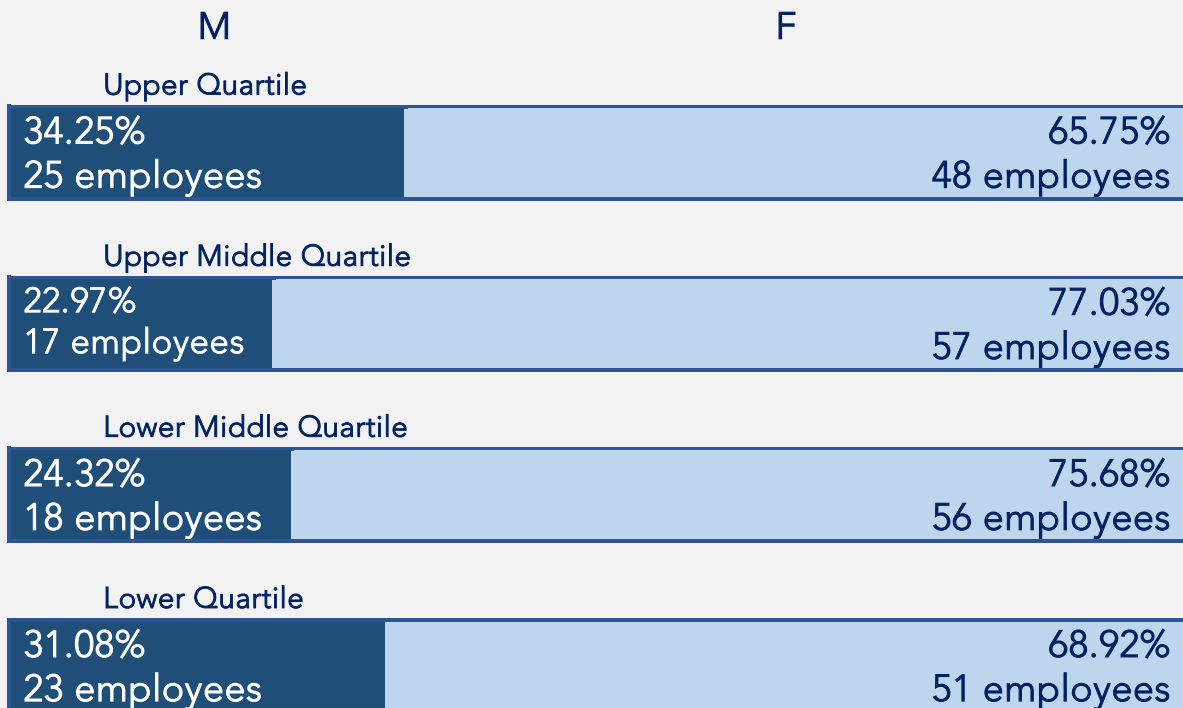 M F
Upper Quartile
34.25% 65.75%
25 employees 48 employees
Upper Middle Quartile
22.97% 77.03%
17 employees 57 employees
Lower Middle Quartile
24.32% 75.68%
18 employees 56 employees
Lower Quartile
31.08% 68.92%
23 employees 51 employees